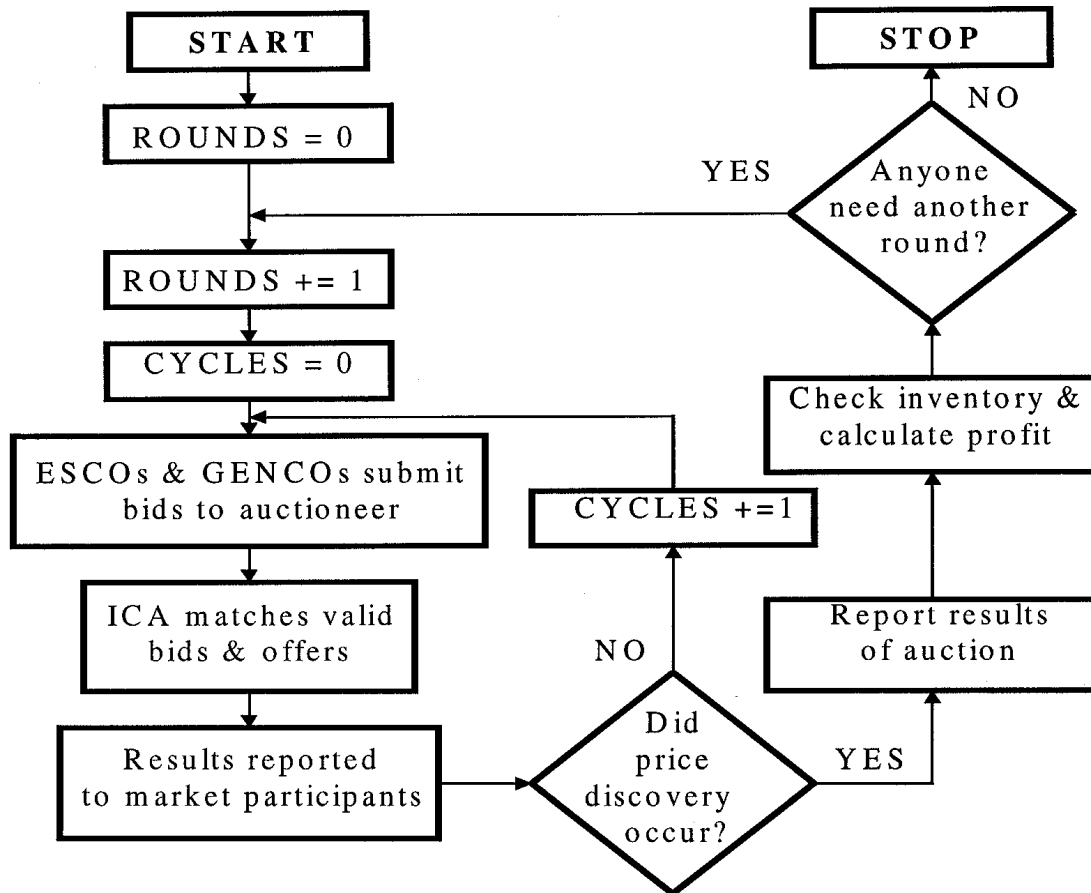 START
ROUNDS = 0
ROUNDS += 1
CYCLES = 0
ESCOs & GENCOs submit
bids to auctioneer
ICA matches valid
bids & offers
Results reported
to market participants
Did
price
discovery
occur?
NO
CYCLES +=1
YES
Report results
of auction
Check inventory &
calculate profit
Anyone
need another
round?
YES
NO
STOP